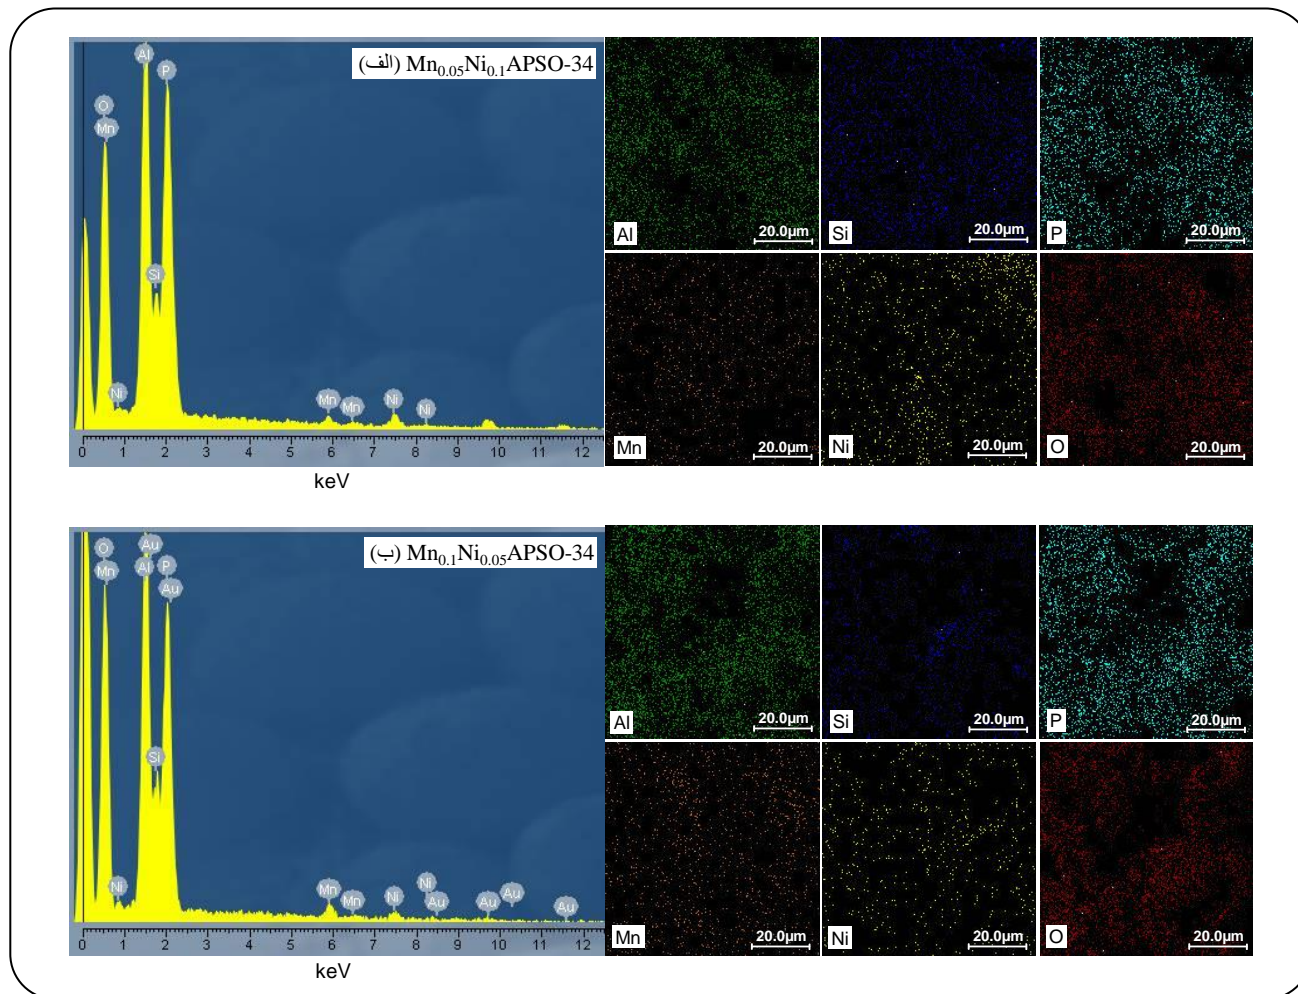 (الف) Mn0.05Ni0.1APSO-34
Al
P
O
Mn
Si
Ni
Mn
Mn
Ni
Ni
0 1 2 3 4 5 6 7 8 9 10 11 12
keV
Al 20.0µm
Si 20.0µm
P 20.0µm
Mn 20.0µm
Ni 20.0µm
O 20.0µm
(ب) Mn0.1Ni0.05APSO-34
O
Mn
Au
Al
P
Au
Si
Ni
Mn
Mn
Ni
Ni
Au
Au
Au
Au
0 1 2 3 4 5 6 7 8 9 10 11 12
keV
Al 20.0µm
Si 20.0µm
P 20.0µm
Mn 20.0µm
Ni 20.0µm
O 20.0µm